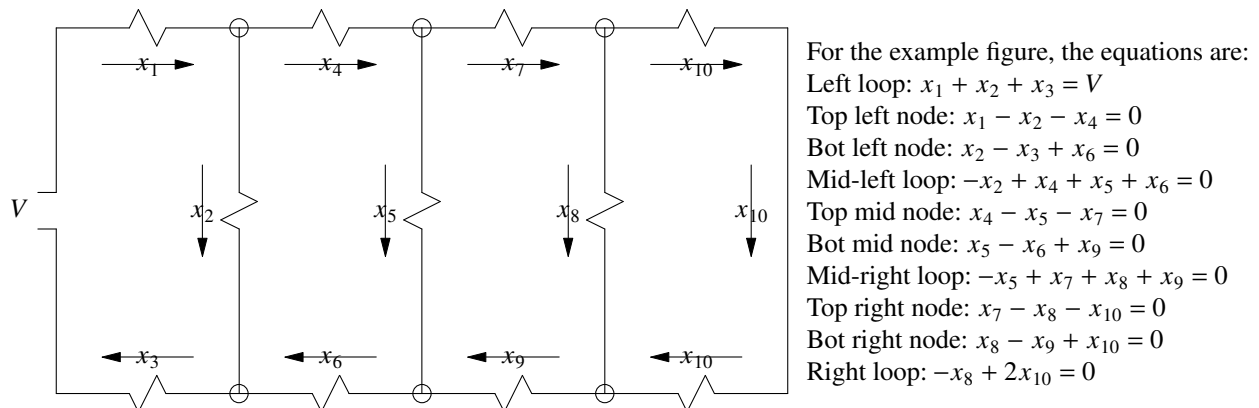 x₁ x₄ x₇ x₁₀
V x₂ x₅ x₈ x₁₀
x₃ x₆ x₉ x₁₀
For the example figure, the equations are:
Left loop: x₁ + x₂ + x₃ = V
Top left node: x₁ − x₂ − x₄ = 0
Bot left node: x₂ − x₃ + x₆ = 0
Mid-left loop: −x₂ + x₄ + x₅ + x₆ = 0
Top mid node: x₄ − x₅ − x₇ = 0
Bot mid node: x₅ − x₆ + x₉ = 0
Mid-right loop: −x₅ + x₇ + x₈ + x₉ = 0
Top right node: x₇ − x₈ − x₁₀ = 0
Bot right node: x₈ − x₉ + x₁₀ = 0
Right loop: −x₈ + 2x₁₀ = 0